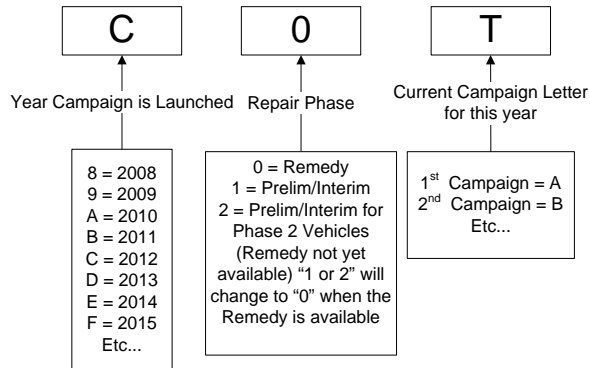 C 0 T
Year Campaign is Launched
Repair Phase
Current Campaign Letter
for this year
8 = 2008
9 = 2009
A = 2010
B = 2011
C = 2012
D = 2013
E = 2014
F = 2015
Etc...
0 = Remedy
1 = Prelim/Interim
2 = Prelim/Interim for
Phase 2 Vehicles
(Remedy not yet
available) “1 or 2” will
change to “0” when the
Remedy is available
1st Campaign = A
2nd Campaign = B
Etc...